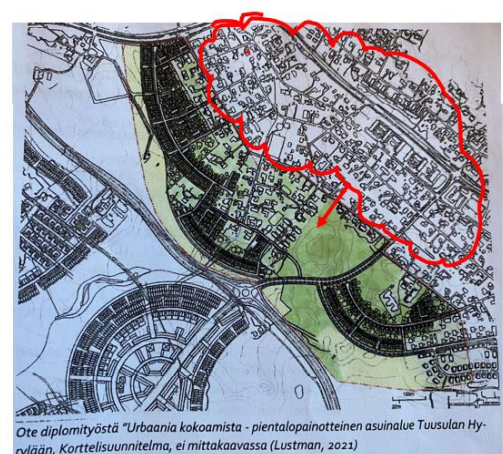 Ote diplomityöstä "Urbaania kokoamista - pientalopainotteinen asuinalue Tuusulan Hy-
rylään. Korttelisuunnitelma, ei mittakaavassa (Lustman, 2021)